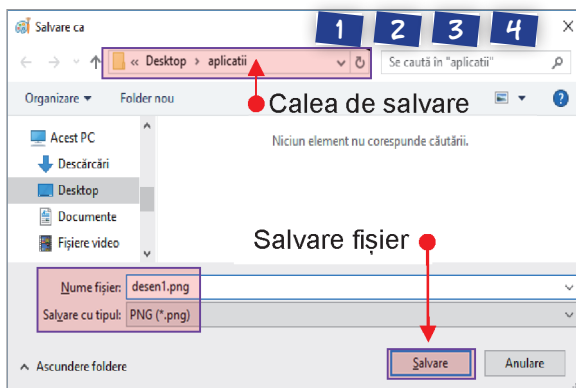 Salvare ca
1 2 3 4
« Desktop › aplicatii
Se caută în "aplicatii"
Organizare
Folder nou
Calea de salvare
?
Acest PC
Descărcări
Desktop
Documente
Fișiere video
Niciun element nu corespunde căutării.
Salvare fișier
Nume fișier: desen1.png
Salvare cu tipul: PNG (*.png)
Ascundere foldere
Salvare
Anulare